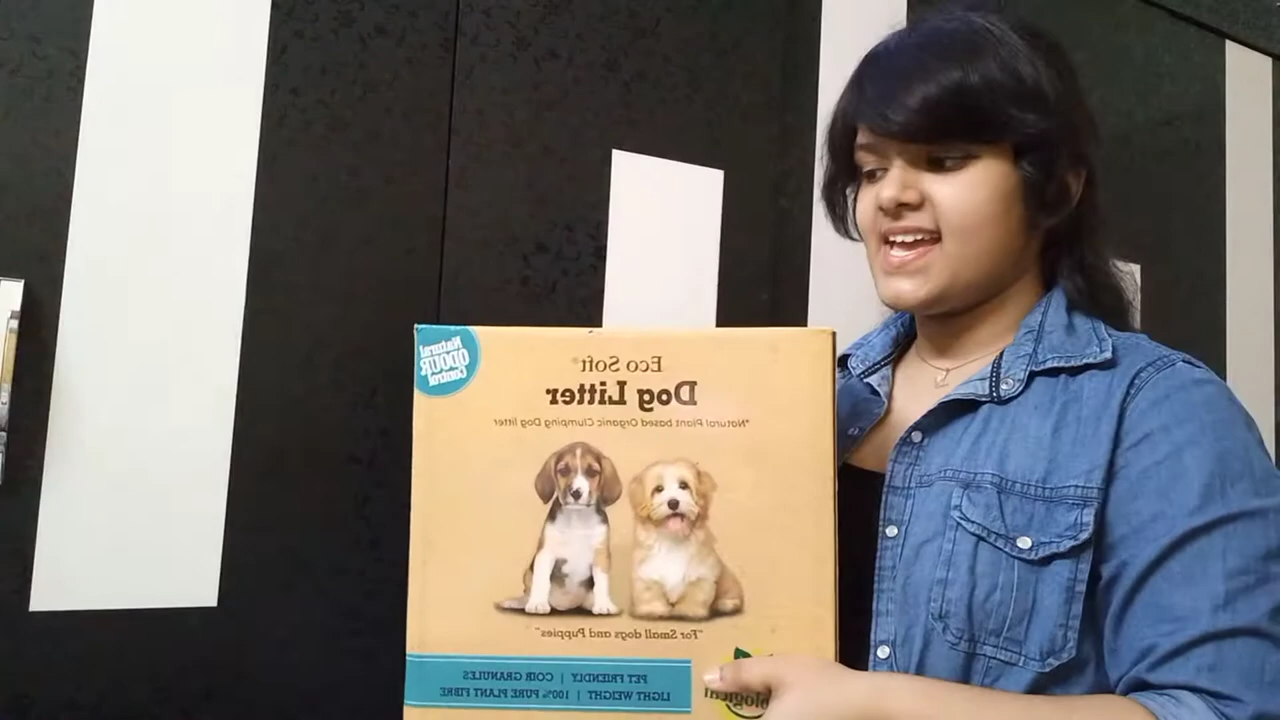 Natural
ODOUR
Control
Eco Soft®
Dog Litter
"Natural Plant based Organic Clumping Dog litter
"For Small dogs and Puppies"
PET FRIENDLY | COIR GRANULES
LIGHT WEIGHT | 100% PURE PLANT FIBRE